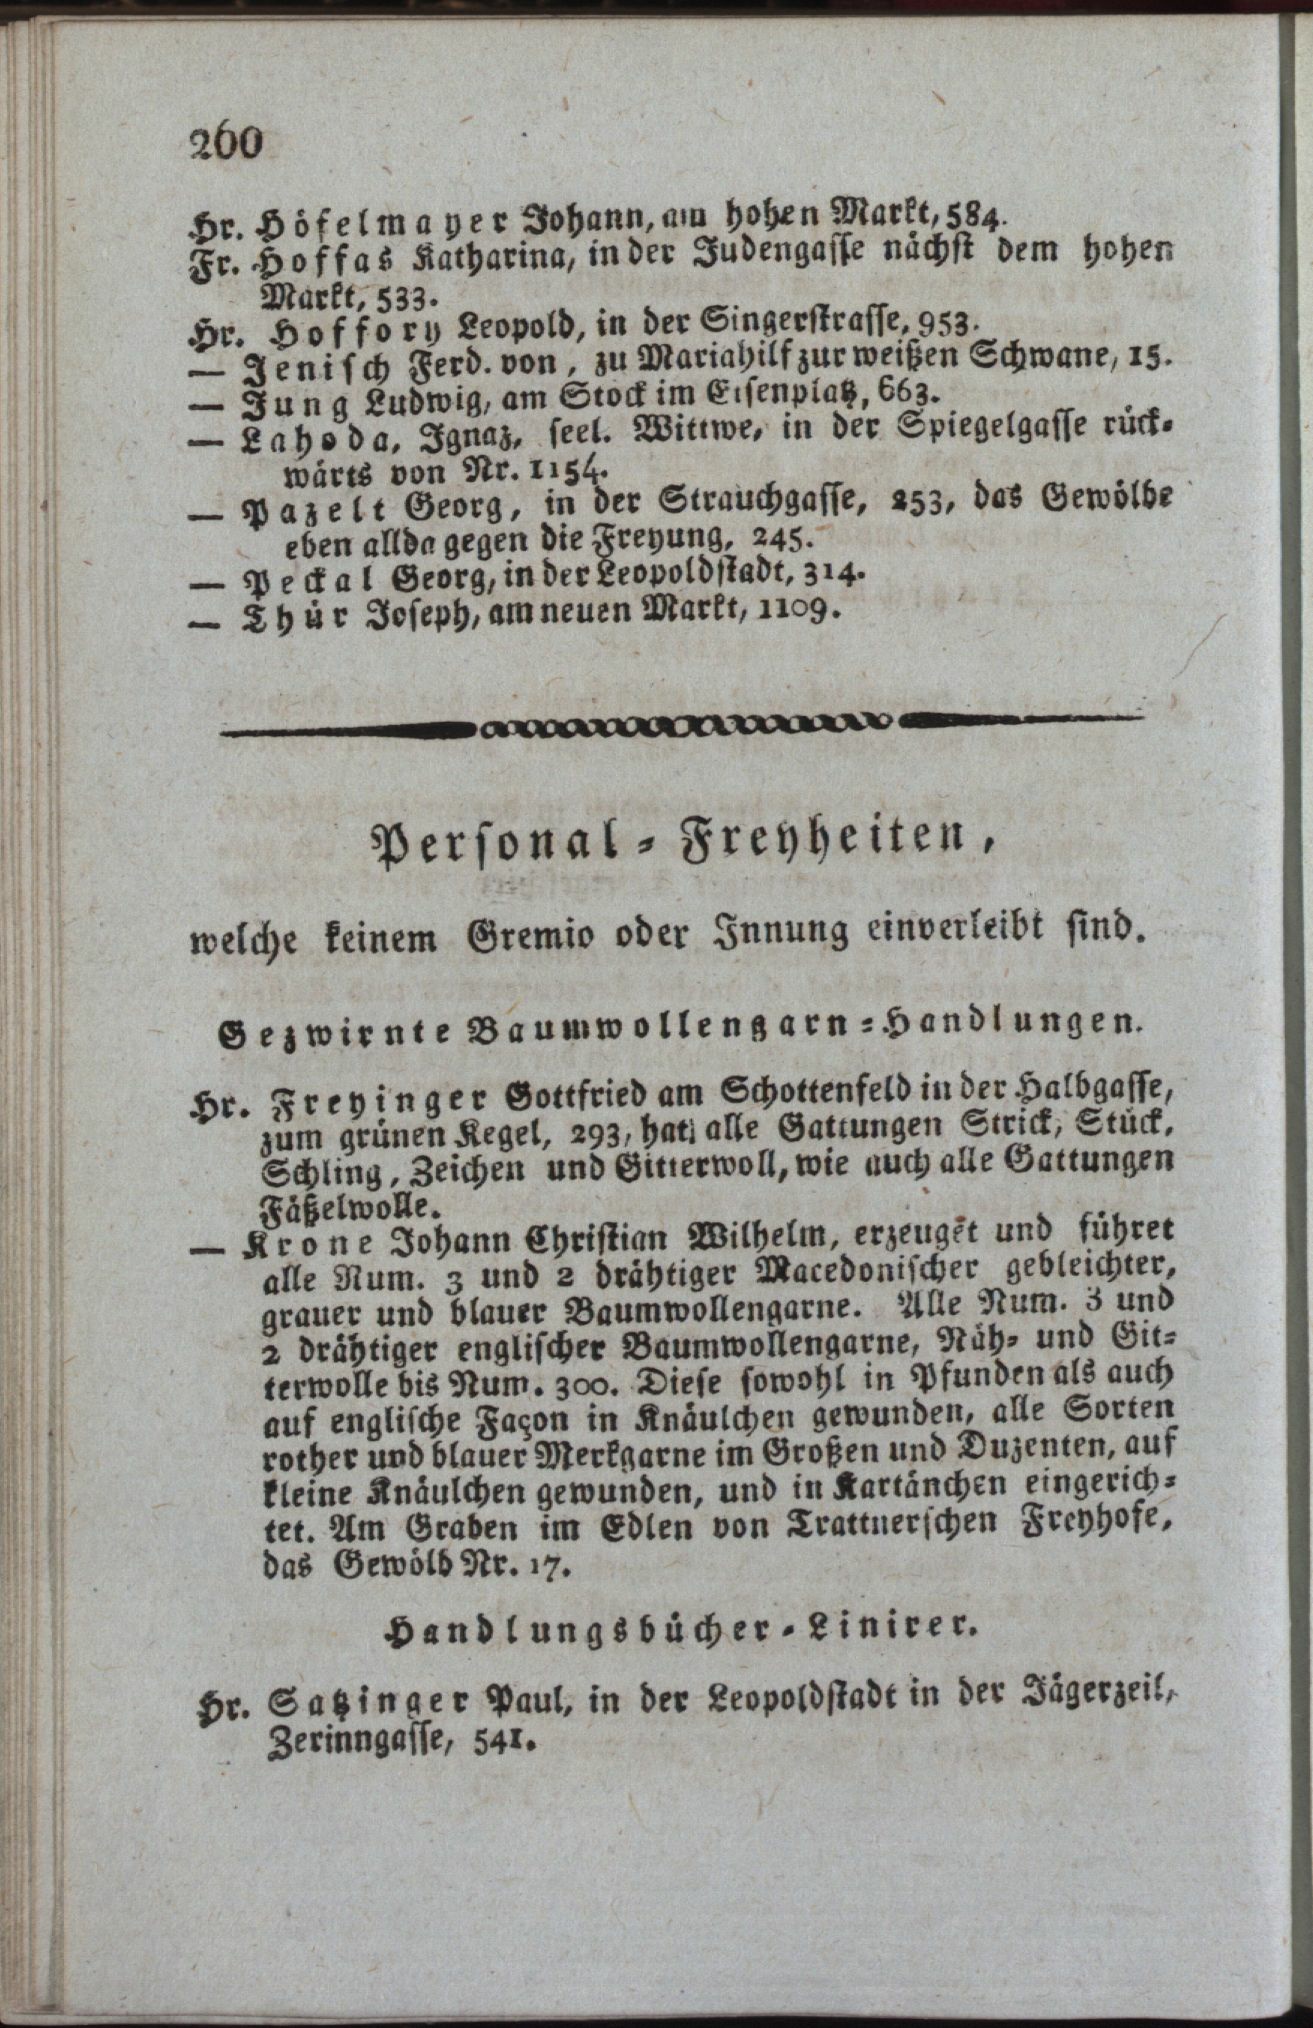 260
Hr. Höfelmayer Johann, am hohen Markt, 584.
Fr. Hoffas Katharina, in der Judengasse nächst dem hohen
Markt, 533.
Hr. Hoffory Leopold, in der Singerstrasse, 953.
— Jenisch Ferd. von, zu Mariahilf zur weißen Schwane, 15.
— Jung Ludwig, am Stock im Eisenplatz, 663.
— Lahoda, Ignaz, seel. Wittwe, in der Spiegelgasse rück-
wärts von Nr. 1154.
— Pazelt Georg, in der Strauchgasse, 253, das Gewölbe
eben allda gegen die Freyung, 245.
— Peckal Georg, in der Leopoldstadt, 314.
— Thür Joseph, am neuen Markt, 1109.
Personal-Freyheiten,
welche keinem Gremio oder Innung einverleibt sind.
Gezwirnte Baumwollengarn-Handlungen.
Hr. Freyinger Gottfried am Schottenfeld in der Halbgasse,
zum grünen Kegel, 293, hat alle Gattungen Strick, Stück,
Schling, Zeichen und Gitterwoll, wie auch alle Gattungen
Fäßelwolle.
— Krone Johann Christian Wilhelm, erzeuget und führet
alle Num. 3 und 2 drähtiger Macedonischer gebleichter,
grauer und blauer Baumwollengarne. Alle Num. 3 und
2 drähtiger englischer Baumwollengarne, Näh- und Git-
terwolle bis Num. 300. Diese sowohl in Pfunden als auch
auf englische Façon in Knäulchen gewunden, alle Sorten
rother und blauer Merkgarne im Großen und Duzenten, auf
kleine Knäulchen gewunden, und in Kartänchen eingerich-
tet. Am Graben im Edlen von Trattnerschen Freyhofe,
das Gewölb Nr. 17.
Handlungsbücher-Linirer.
Hr. Satzinger Paul, in der Leopoldstadt in der Jägerzeil,
Zerinngasse, 541.